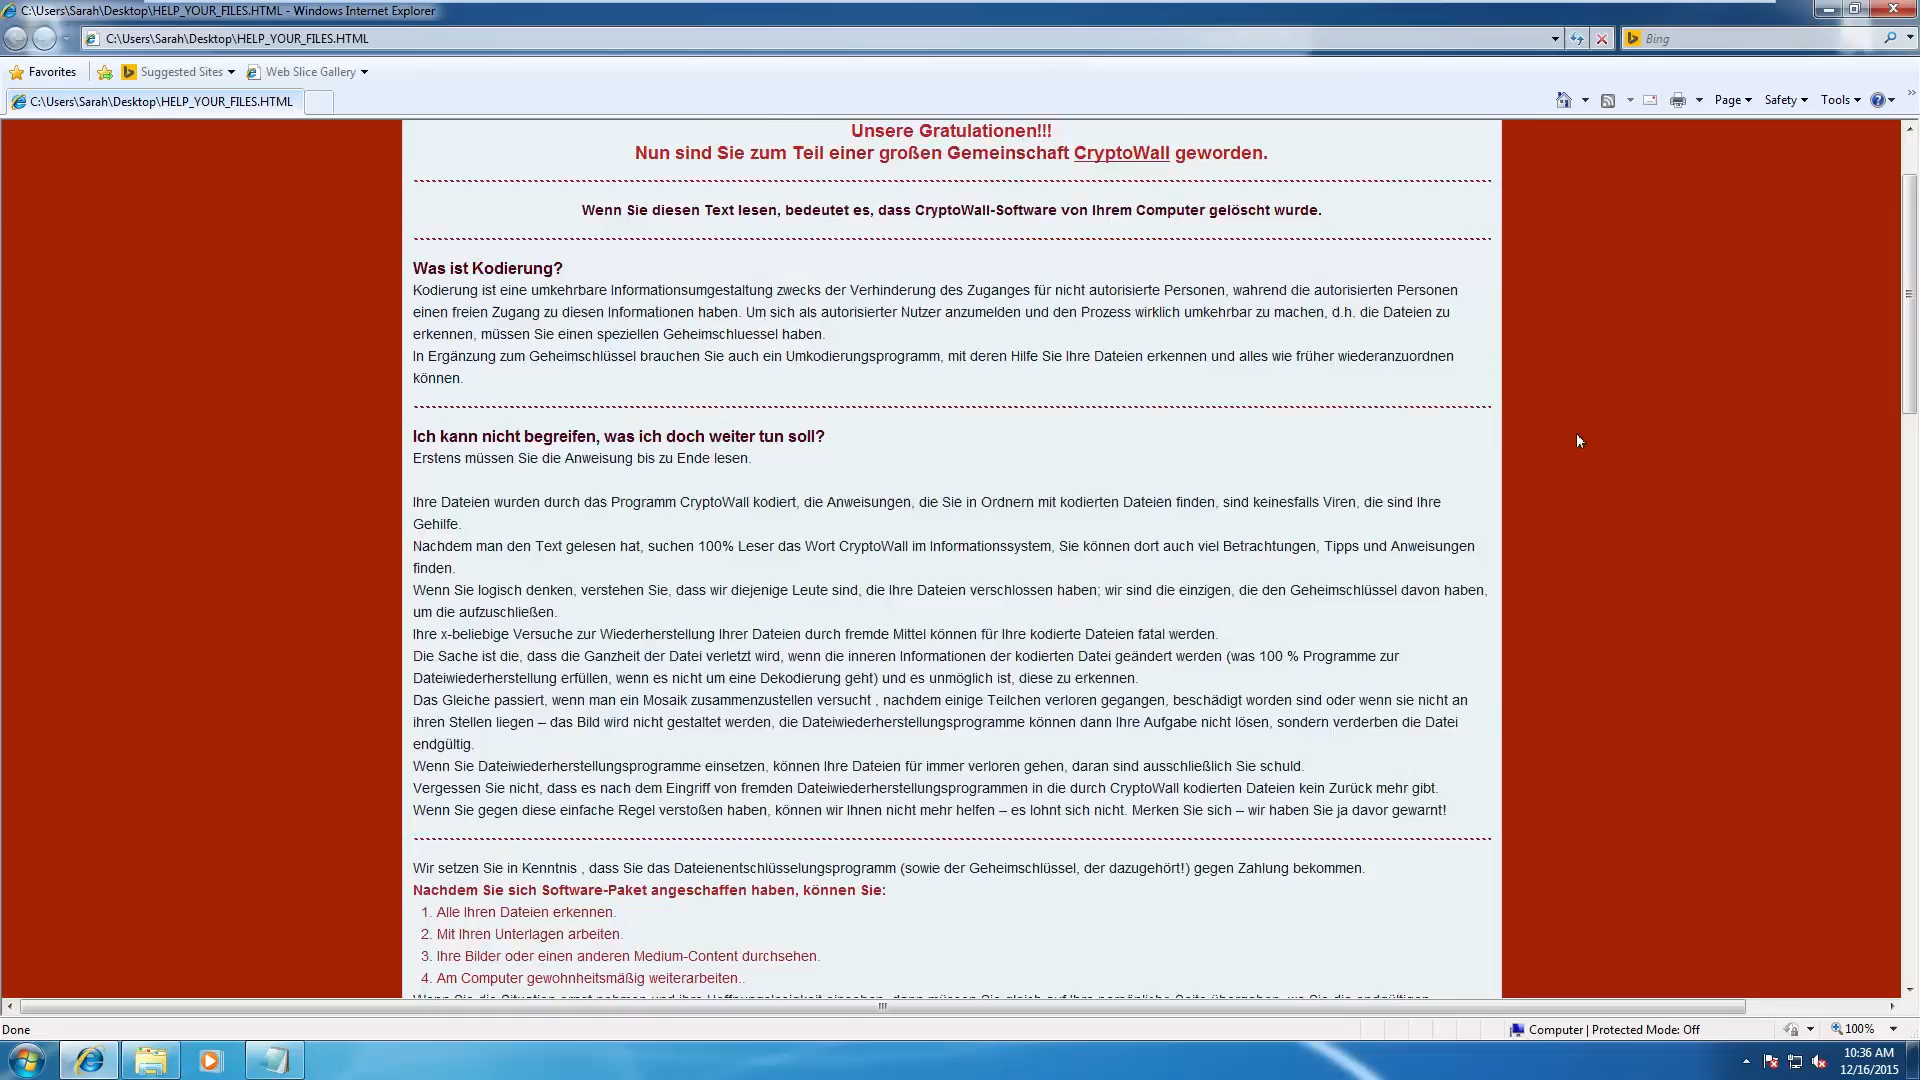 C:\Users\Sarah\Desktop\HELP_YOUR_FILES.HTML - Windows Internet Explorer
C:\Users\Sarah\Desktop\HELP_YOUR_FILES.HTML
Bing
Favorites
Suggested Sites
Web Slice Gallery
C:\Users\Sarah\Desktop\HELP_YOUR_FILES.HTML
Page
Safety
Tools
Unsere Gratulationen!!!
Nun sind Sie zum Teil einer großen Gemeinschaft CryptoWall geworden.
Wenn Sie diesen Text lesen, bedeutet es, dass CryptoWall-Software von Ihrem Computer gelöscht wurde.
Was ist Kodierung?
Kodierung ist eine umkehrbare Informationsumgestaltung zwecks der Verhinderung des Zuganges für nicht autorisierte Personen, wahrend die autorisierten Personen
einen freien Zugang zu diesen Informationen haben. Um sich als autorisierter Nutzer anzumelden und den Prozess wirklich umkehrbar zu machen, d.h. die Dateien zu
erkennen, müssen Sie einen speziellen Geheimschluessel haben.
In Ergänzung zum Geheimschlüssel brauchen Sie auch ein Umkodierungsprogramm, mit deren Hilfe Sie Ihre Dateien erkennen und alles wie früher wiederanzuordnen
können.
Ich kann nicht begreifen, was ich doch weiter tun soll?
Erstens müssen Sie die Anweisung bis zu Ende lesen.
Ihre Dateien wurden durch das Programm CryptoWall kodiert, die Anweisungen, die Sie in Ordnern mit kodierten Dateien finden, sind keinesfalls Viren, die sind Ihre
Gehilfe.
Nachdem man den Text gelesen hat, suchen 100% Leser das Wort CryptoWall im Informationssystem, Sie können dort auch viel Betrachtungen, Tipps und Anweisungen
finden.
Wenn Sie logisch denken, verstehen Sie, dass wir diejenige Leute sind, die Ihre Dateien verschlossen haben; wir sind die einzigen, die den Geheimschlüssel davon haben,
um die aufzuschließen.
Ihre x-beliebige Versuche zur Wiederherstellung Ihrer Dateien durch fremde Mittel können für Ihre kodierte Dateien fatal werden.
Die Sache ist die, dass die Ganzheit der Datei verletzt wird, wenn die inneren Informationen der kodierten Datei geändert werden (was 100 % Programme zur
Dateiwiederherstellung erfüllen, wenn es nicht um eine Dekodierung geht) und es unmöglich ist, diese zu erkennen.
Das Gleiche passiert, wenn man ein Mosaik zusammenzustellen versucht , nachdem einige Teilchen verloren gegangen, beschädigt worden sind oder wenn sie nicht an
ihren Stellen liegen – das Bild wird nicht gestaltet werden, die Dateiwiederherstellungsprogramme können dann Ihre Aufgabe nicht lösen, sondern verderben die Datei
endgültig.
Wenn Sie Dateiwiederherstellungsprogramme einsetzen, können Ihre Dateien für immer verloren gehen, daran sind ausschließlich Sie schuld.
Vergessen Sie nicht, dass es nach dem Eingriff von fremden Dateiwiederherstellungsprogrammen in die durch CryptoWall kodierten Dateien kein Zurück mehr gibt.
Wenn Sie gegen diese einfache Regel verstoßen haben, können wir Ihnen nicht mehr helfen – es lohnt sich nicht. Merken Sie sich – wir haben Sie ja davor gewarnt!
Wir setzen Sie in Kenntnis , dass Sie das Dateienentschlüsselungsprogramm (sowie der Geheimschlüssel, der dazugehört!) gegen Zahlung bekommen.
Nachdem Sie sich Software-Paket angeschaffen haben, können Sie:
1. Alle Ihren Dateien erkennen.
2. Mit Ihren Unterlagen arbeiten.
3. Ihre Bilder oder einen anderen Medium-Content durchsehen.
4. Am Computer gewohnheitsmäßig weiterarbeiten..
Done
Computer | Protected Mode: Off
100%
10:36 AM
12/16/2015